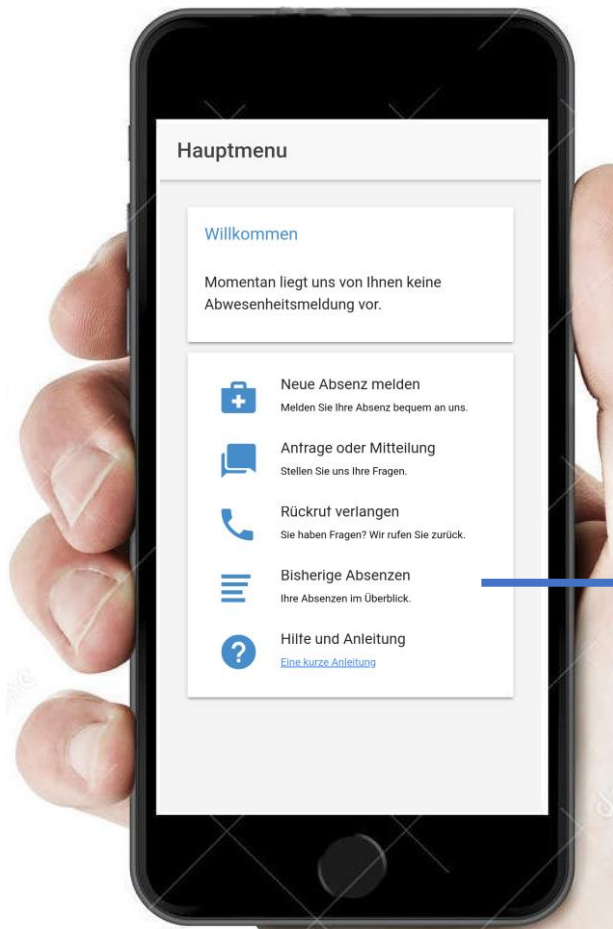 Hauptmenu
Willkommen
Momentan liegt uns von Ihnen keine
Abwesenheitsmeldung vor.
Neue Absenz melden
Melden Sie Ihre Absenz bequem an uns.
Anfrage oder Mitteilung
Stellen Sie uns Ihre Fragen.
Rückruf verlangen
Sie haben Fragen? Wir rufen Sie zurück.
Bisherige Absenzen
Ihre Absenzen im Überblick.
Hilfe und Anleitung
Eine kurze Anleitung